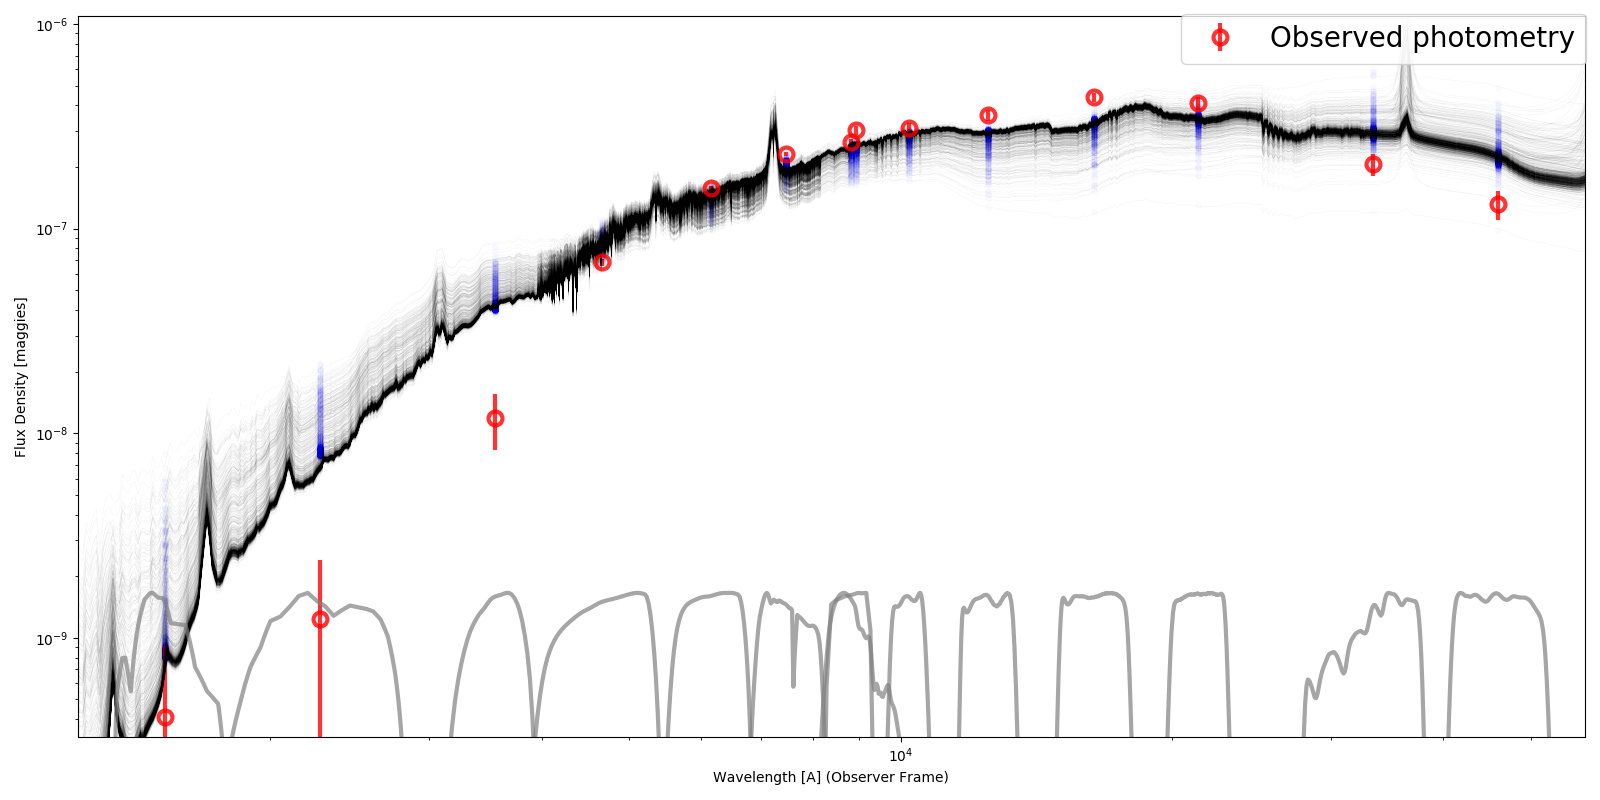 Observed photometry
10⁻⁶
10⁻⁷
10⁻⁸
10⁻⁹
Flux Density [maggies]
10⁴
Wavelength [A] (Observer Frame)